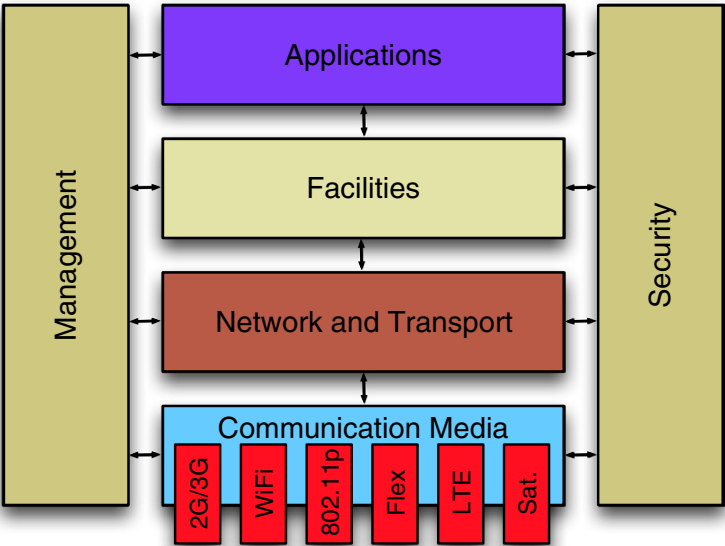 Management
Applications
Facilities
Network and Transport
Communication Media
2G/3G
WiFi
802.11p
Flex
LTE
Sat.
Security